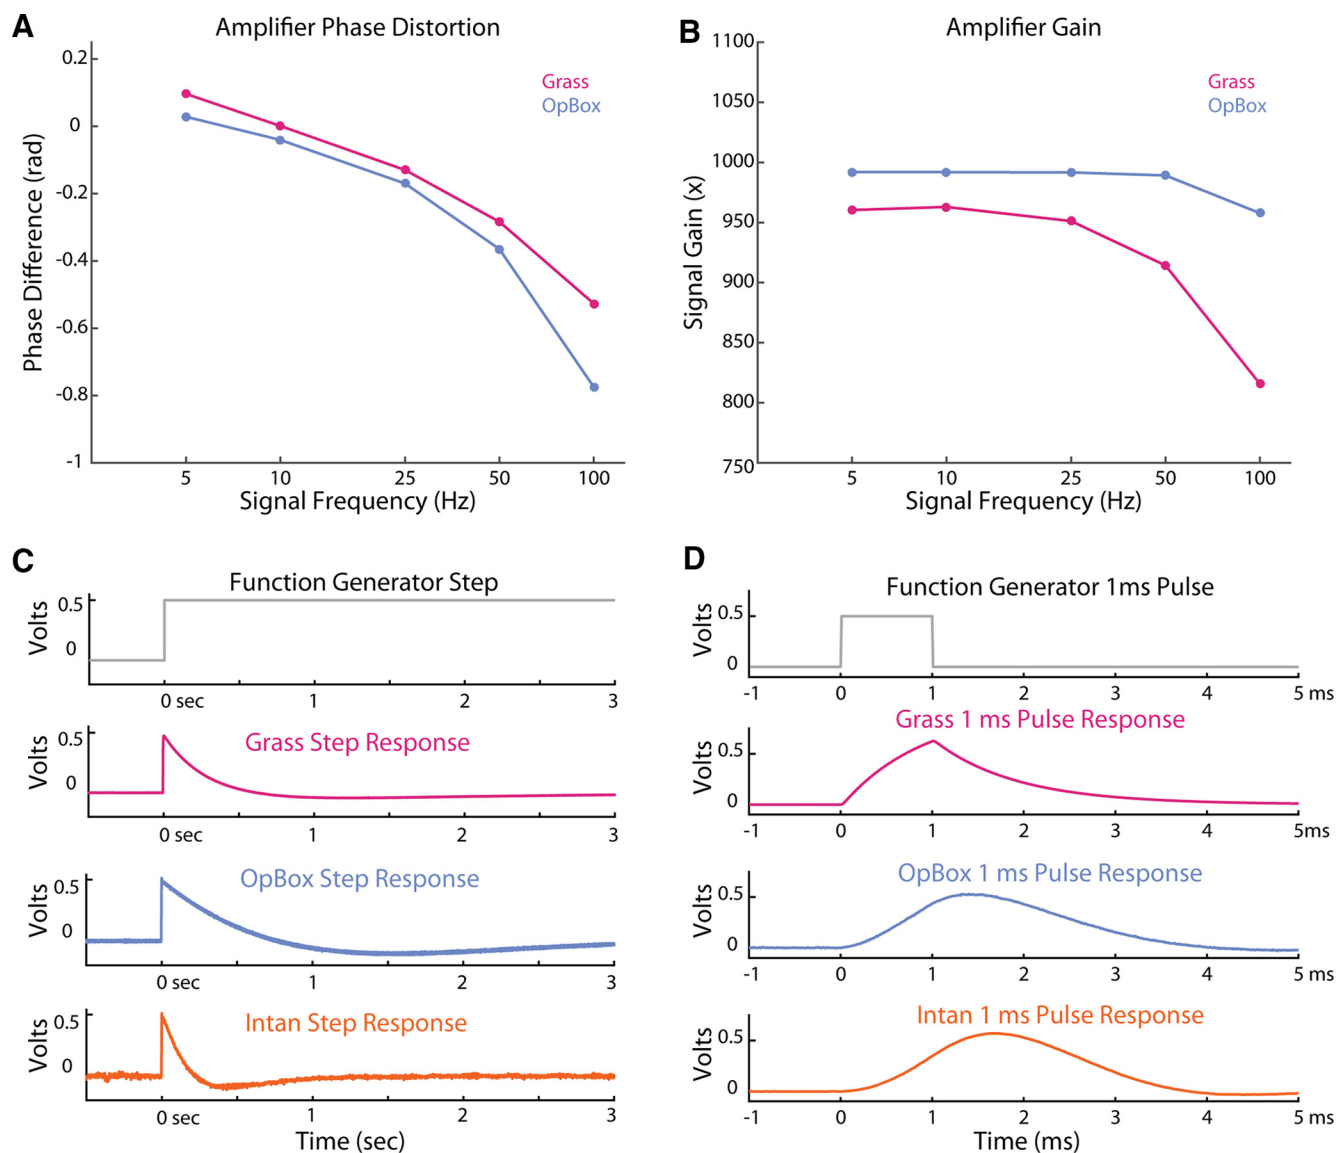 A
Amplifier Phase Distortion
Grass
OpBox
0.2
0
-0.2
-0.4
-0.6
-0.8
-1
Phase Difference (rad)
5 10 25 50 100
Signal Frequency (Hz)
B
Amplifier Gain
Grass
OpBox
1100
1050
1000
950
900
850
800
750
Signal Gain (x)
5 10 25 50 100
Signal Frequency (Hz)
C
Function Generator Step
Volts
0.5
0
0 sec 1 2 3
Grass Step Response
Volts
0.5
0
0 sec 1 2 3
OpBox Step Response
Volts
0.5
0
0 sec 1 2 3
Intan Step Response
Volts
0.5
0
0 sec 1 2 3
Time (sec)
D
Function Generator 1ms Pulse
Volts
0.5
0
-1 0 1 2 3 4 5 ms
Grass 1 ms Pulse Response
Volts
0.5
0
-1 0 1 2 3 4 5ms
OpBox 1 ms Pulse Response
Volts
0.5
0
-1 0 1 2 3 4 5 ms
Intan 1 ms Pulse Response
Volts
0.5
0
-1 0 1 2 3 4 5 ms
Time (ms)